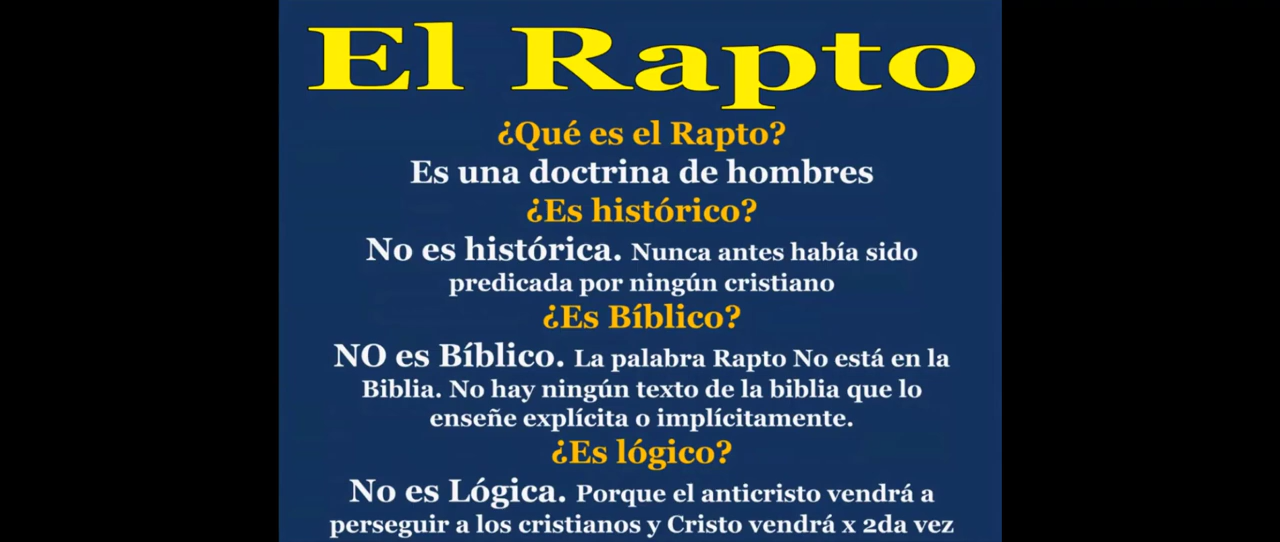 El Rapto
¿Qué es el Rapto?
Es una doctrina de hombres
¿Es histórico?
No es histórica. Nunca antes había sido
predicada por ningún cristiano
¿Es Bíblico?
NO es Bíblico. La palabra Rapto No está en la
Biblia. No hay ningún texto de la biblia que lo
enseñe explícita o implícitamente.
¿Es lógico?
No es Lógica. Porque el anticristo vendrá a
perseguir a los cristianos y Cristo vendrá x 2da vez